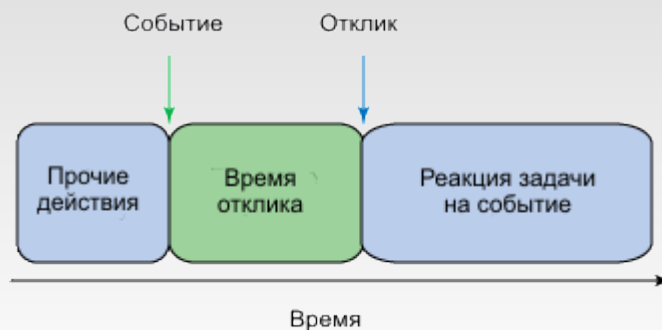 Событие
Отклик
Прочие
действия
Время
отклика
Реакция задачи
на событие
Время